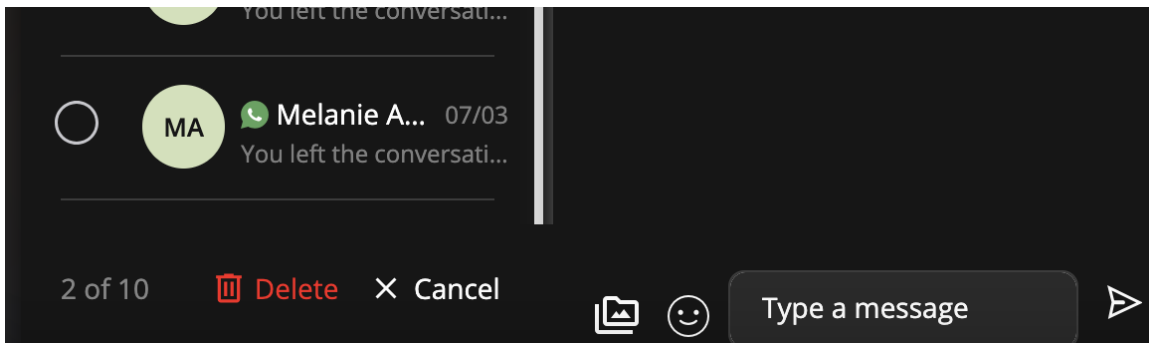 You left the conversati...
MA
Melanie A... 07/03
You left the conversati...
2 of 10 Delete Cancel
Type a message